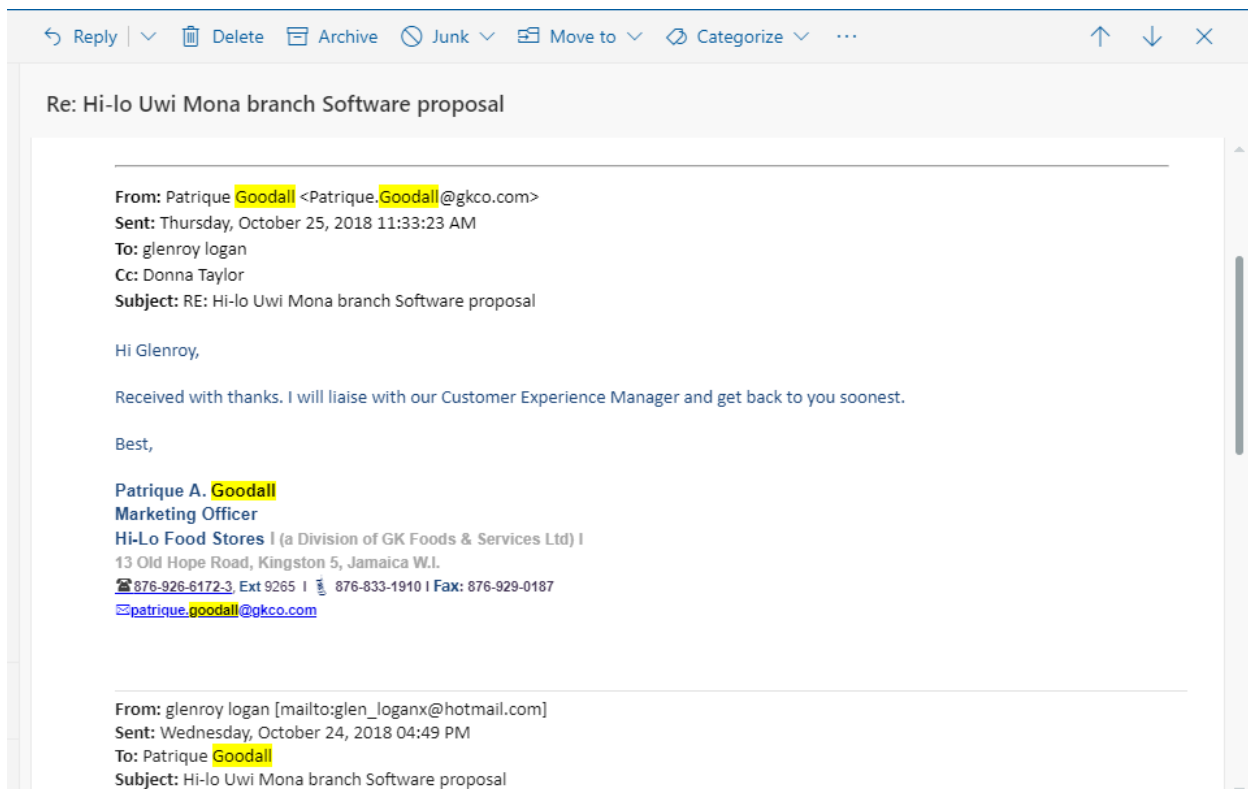 Reply Delete Archive Junk Move to Categorize ...
Re: Hi-lo Uwi Mona branch Software proposal
From: Patrique Goodall <Patrique.Goodall@gkco.com>
Sent: Thursday, October 25, 2018 11:33:23 AM
To: glenroy logan
Cc: Donna Taylor
Subject: RE: Hi-lo Uwi Mona branch Software proposal
Hi Glenroy,
Received with thanks. I will liaise with our Customer Experience Manager and get back to you soonest.
Best,
Patrique A. Goodall
Marketing Officer
Hi-Lo Food Stores I (a Division of GK Foods & Services Ltd) I
13 Old Hope Road, Kingston 5, Jamaica W.I.
☎876-926-6172-3, Ext 9265 I 876-833-1910 I Fax: 876-929-0187
✉patrique.goodall@gkco.com
From: glenroy logan [mailto:glen_loganx@hotmail.com]
Sent: Wednesday, October 24, 2018 04:49 PM
To: Patrique Goodall
Subject: Hi-lo Uwi Mona branch Software proposal